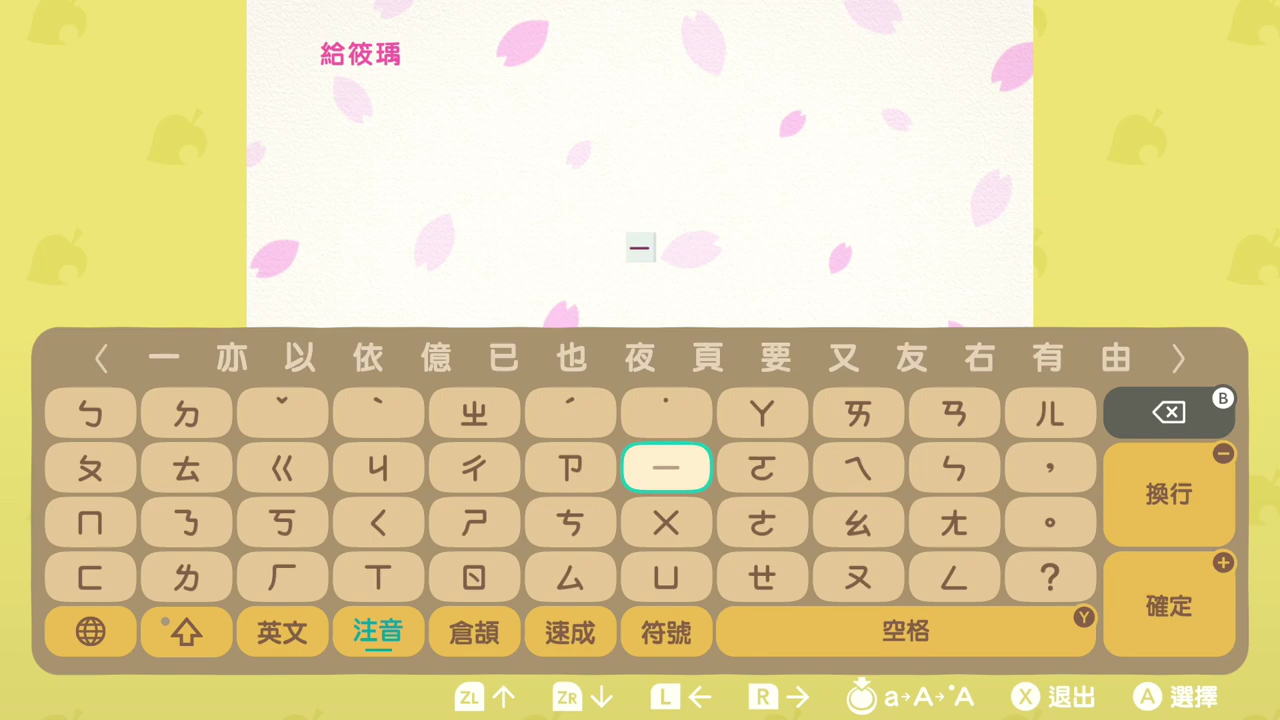 給筱瑀
ㄧ
〈 一 亦 以 依 億 已 也 夜 頁 要 又 友 右 有 由 〉
ㄅ ㄉ ˇ ˋ ㄓ ˊ ˙ ㄚ ㄞ ㄢ ㄦ B
ㄆ ㄊ ㄍ ㄐ ㄔ ㄗ ㄧ ㄛ ㄟ ㄣ ，
換行
ㄇ ㄋ ㄎ ㄑ ㄕ ㄘ ㄨ ㄜ ㄠ ㄤ 。
ㄈ ㄌ ㄏ ㄒ ㄖ ㄙ ㄩ ㄝ ㄡ ㄥ ？
確定
英文 注音 倉頡 速成 符號 空格 Y
ZL ↑ ZR ↓ L ← R → a→A→•A X 退出 A 選擇